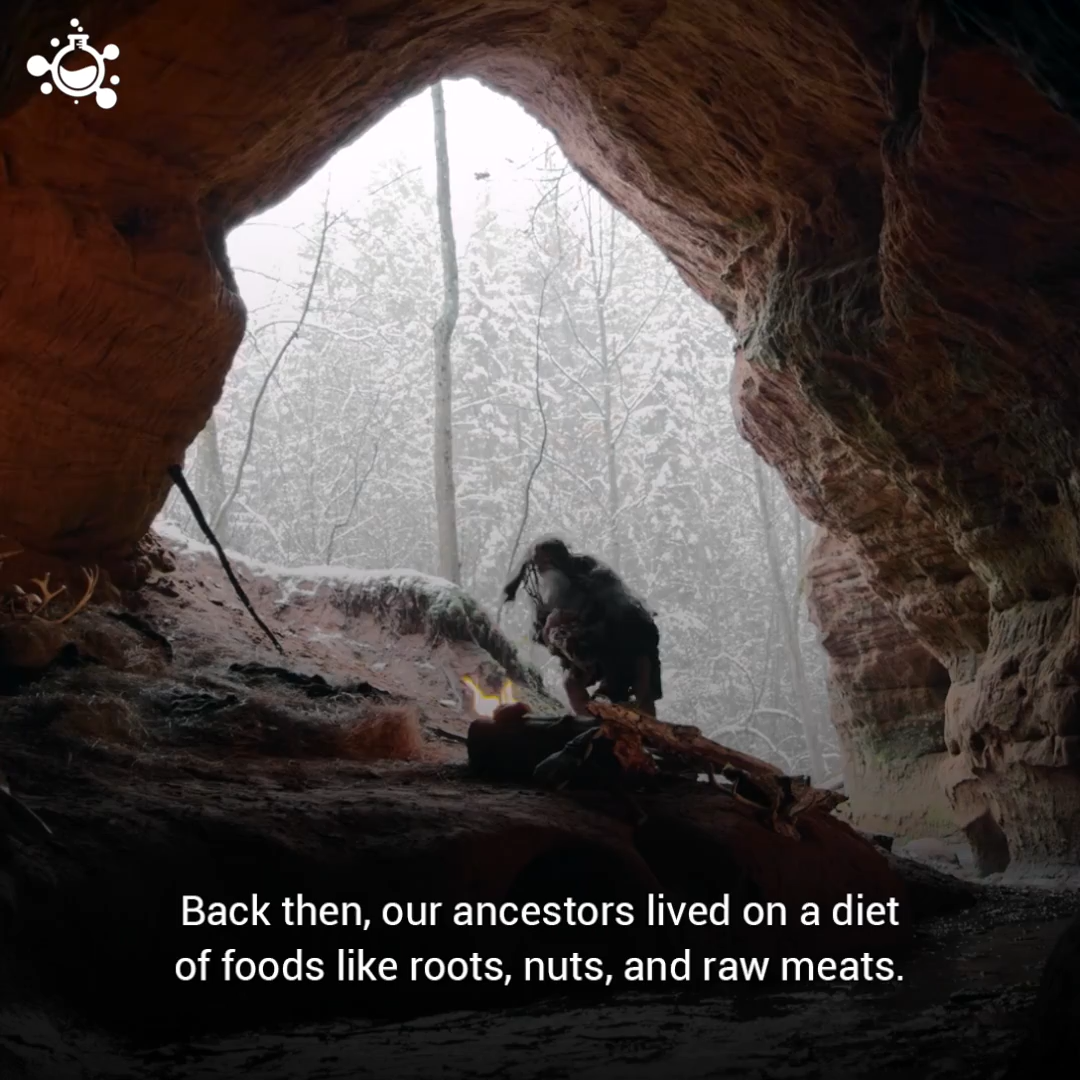 Back then, our ancestors lived on a diet
of foods like roots, nuts, and raw meats.